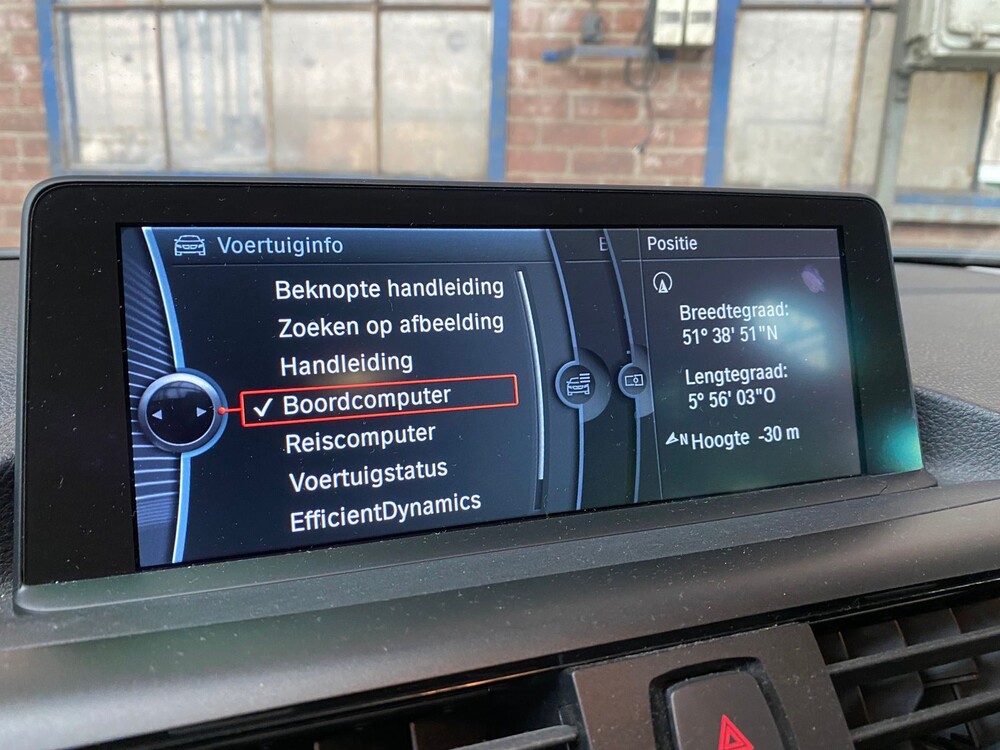 Voertuiginfo
Beknopte handleiding
Zoeken op afbeelding
Handleiding
✓ Boordcomputer
Reiscomputer
Voertuigstatus
EfficientDynamics
E
Positie
Breedtegraad:
51° 38' 51"N
Lengtegraad:
5° 56' 03"O
N Hoogte -30 m